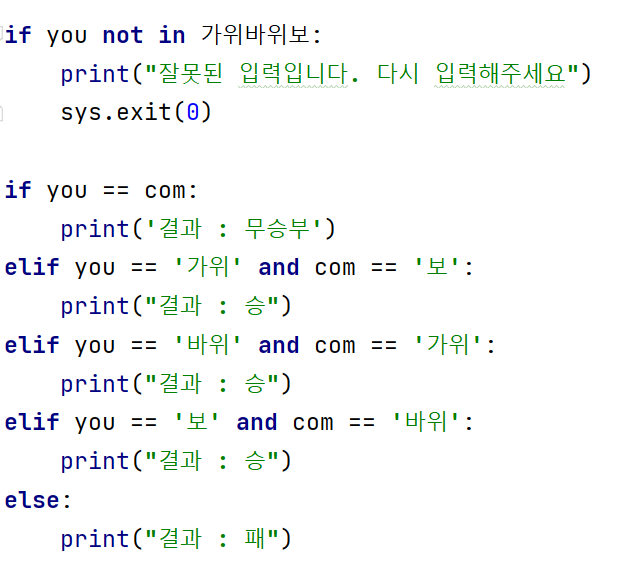 if you not in 가위바위보:
    print("잘못된 입력입니다. 다시 입력해주세요")
    sys.exit(0)

if you == com:
    print('결과 : 무승부')
elif you == '가위' and com == '보':
    print("결과 : 승")
elif you == '바위' and com == '가위':
    print("결과 : 승")
elif you == '보' and com == '바위':
    print("결과 : 승")
else:
    print("결과 : 패")